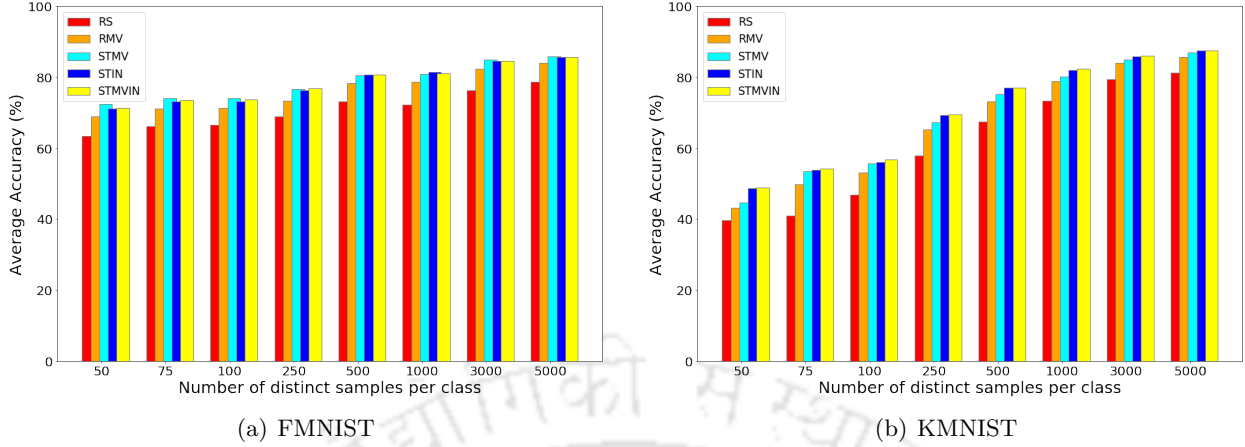 100
80
60
40
20
0
RS
RMV
STMV
STIN
STMVIN
Average Accuracy (%)
50 75 100 250 500 1000 3000 5000
Number of distinct samples per class
(a) FMNIST
100
80
60
40
20
0
RS
RMV
STMV
STIN
STMVIN
Average Accuracy (%)
50 75 100 250 500 1000 3000 5000
Number of distinct samples per class
(b) KMNIST